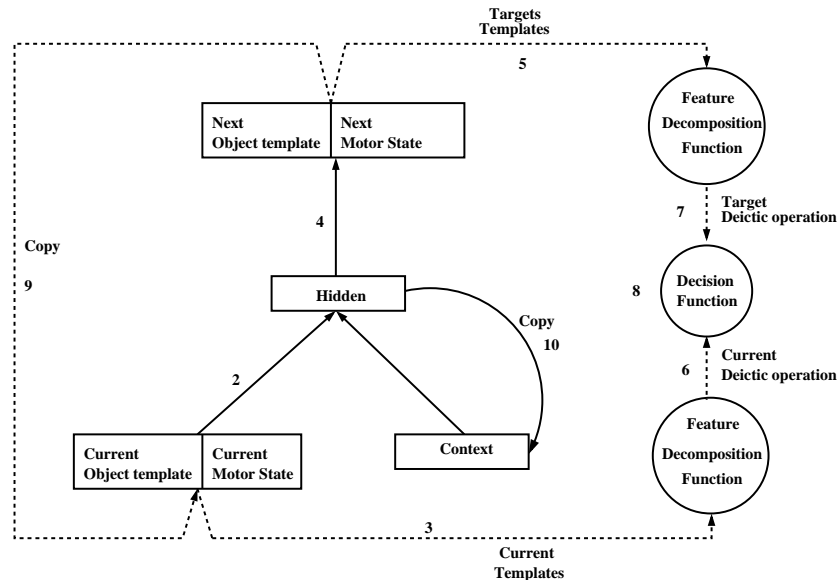 Targets
Templates
5
Feature
Decomposition
Function
Next
Object template
Next
Motor State
7
Target
Deictic operation
4
Copy
9
Hidden
Decision
Function
8
Copy
10
6
Current
Deictic operation
2
Current
Object template
Current
Motor State
Context
Feature
Decomposition
Function
3
Current
Templates